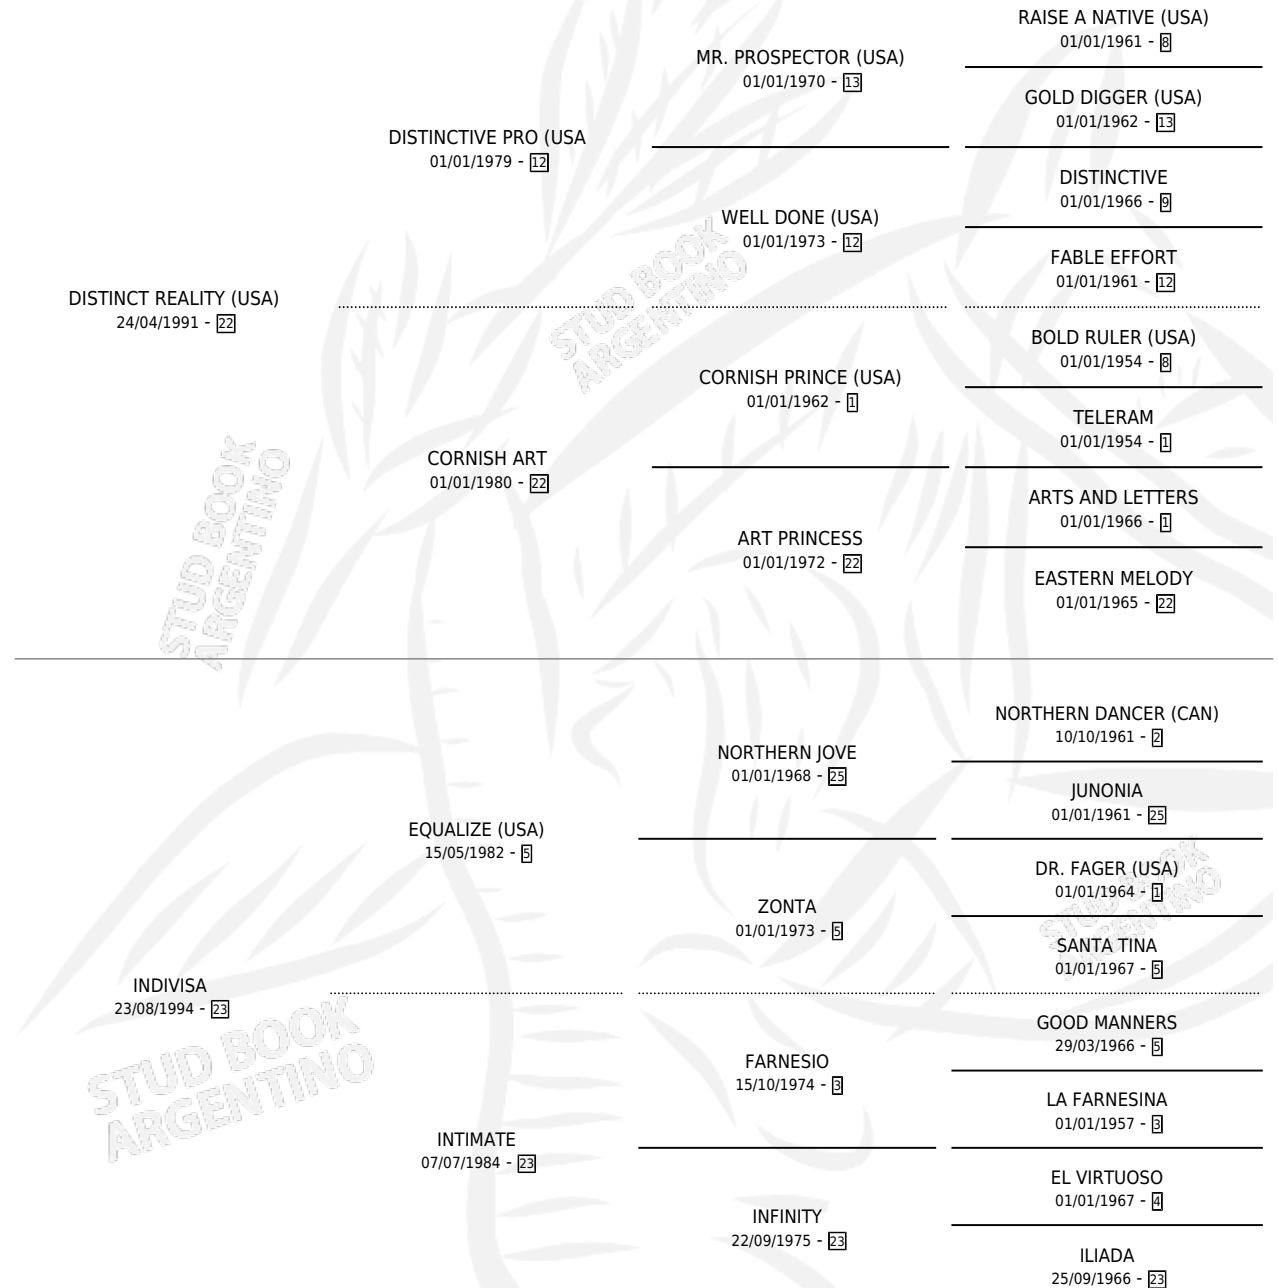 RAISE A NATIVE (USA)
01/01/1961 - 8
MR. PROSPECTOR (USA)
01/01/1970 - 13
GOLD DIGGER (USA)
01/01/1962 - 13
DISTINCTIVE PRO (USA
01/01/1979 - 12
DISTINCTIVE
01/01/1966 - 9
WELL DONE (USA)
01/01/1973 - 12
FABLE EFFORT
01/01/1961 - 12
DISTINCT REALITY (USA)
24/04/1991 - 22
BOLD RULER (USA)
01/01/1954 - 8
CORNISH PRINCE (USA)
01/01/1962 - 1
TELERAM
01/01/1954 - 1
CORNISH ART
01/01/1980 - 22
ARTS AND LETTERS
01/01/1966 - 1
ART PRINCESS
01/01/1972 - 22
EASTERN MELODY
01/01/1965 - 22
STUD BOOK
ARGENTINO
STUD BOOK
ARGENTINO
NORTHERN DANCER (CAN)
10/10/1961 - 2
NORTHERN JOVE
01/01/1968 - 25
JUNONIA
01/01/1961 - 25
EQUALIZE (USA)
15/05/1982 - 5
DR. FAGER (USA)
01/01/1964 - 1
ZONTA
01/01/1973 - 5
SANTA TINA
01/01/1967 - 5
INDIVISA
23/08/1994 - 23
GOOD MANNERS
29/03/1966 - 5
FARNESIO
15/10/1974 - 3
LA FARNESINA
01/01/1957 - 3
INTIMATE
07/07/1984 - 23
EL VIRTUOSO
01/01/1967 - 4
INFINITY
22/09/1975 - 23
ILIADA
25/09/1966 - 23
STUD BOOK
ARGENTINO
STUD BOOK
ARGENTINO